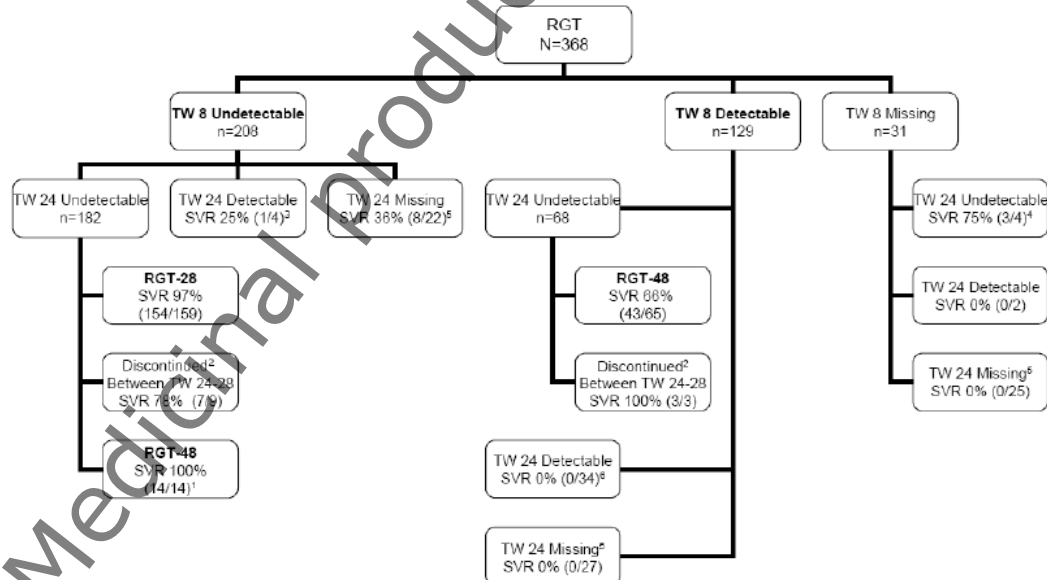 RGT
N=368
TW 8 Undetectable
n=208
TW 8 Detectable
n=129
TW 8 Missing
n=31
TW 24 Undetectable
n=182
TW 24 Detectable
SVR 25% (1/4)³
TW 24 Missing
SVR 36% (8/22)⁵
TW 24 Undetectable
n=68
TW 24 Undetectable
SVR 75% (3/4)⁴
RGT-28
SVR 97%
(154/159)
RGT-48
SVR 66%
(43/65)
TW 24 Detectable
SVR 0% (0/2)
Discontinued²
Between TW 24-28
SVR 78% (7/9)
Discontinued²
Between TW 24-28
SVR 100% (3/3)
TW 24 Missing⁵
SVR 0% (0/25)
RGT-48
SVR 100%
(14/14)¹
TW 24 Detectable
SVR 0% (0/34)⁶
TW 24 Missing⁵
SVR 0% (0/27)
Medicinal produc